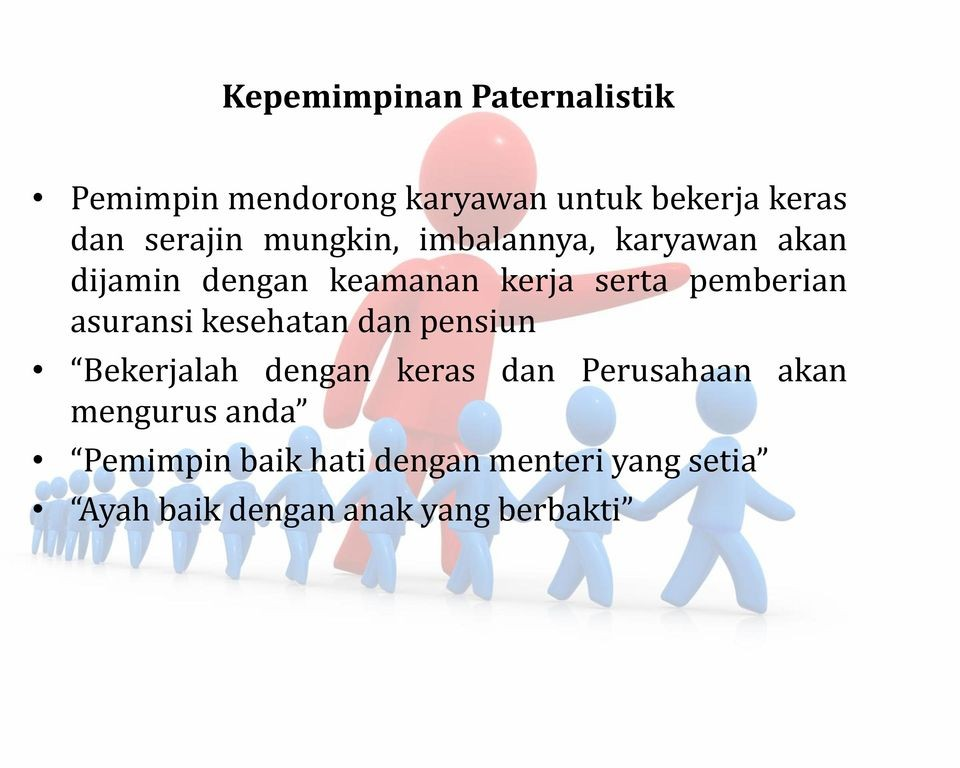 Kepemimpinan Paternalistik
• Pemimpin mendorong karyawan untuk bekerja keras
dan serajin mungkin, imbalannya, karyawan akan
dijamin dengan keamanan kerja serta pemberian
asuransi kesehatan dan pensiun
• “Bekerjalah dengan keras dan Perusahaan akan
mengurus anda”
• “Pemimpin baik hati dengan menteri yang setia”
• “Ayah baik dengan anak yang berbakti”